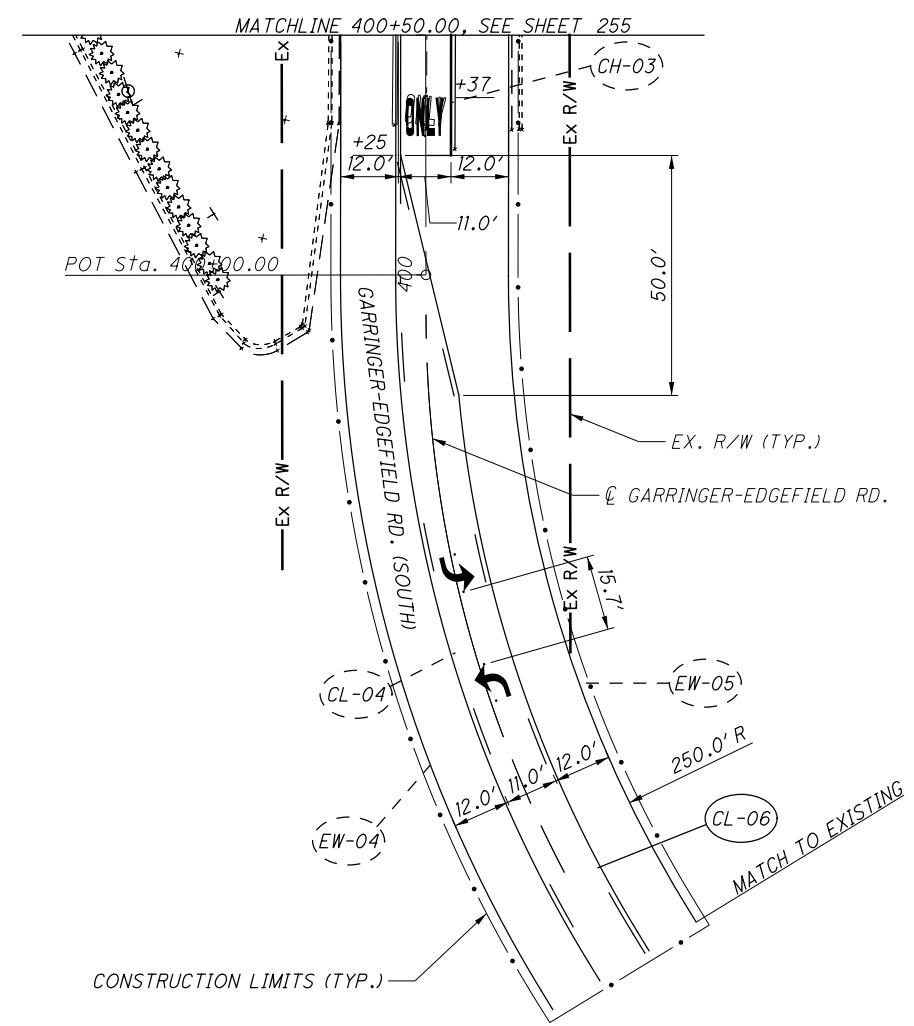 MATCHLINE 400+50.00, SEE SHEET 255
Ex
CH-03
+37
ONLY
Ex R/W
+25
12.0'
12.0'
11.0'
POT Sta. 400+00.00
400
50.0'
GARRINGER-EDGEFIELD RD. (SOUTH)
EX. R/W (TYP.)
Ex R/W
℄ GARRINGER-EDGEFIELD RD.
Ex R/W
15.7'
CL-04
EW-05
250.0' R
12.0'
11.0'
12.0'
CL-06
EW-04
MATCH TO EXISTING
CONSTRUCTION LIMITS (TYP.)